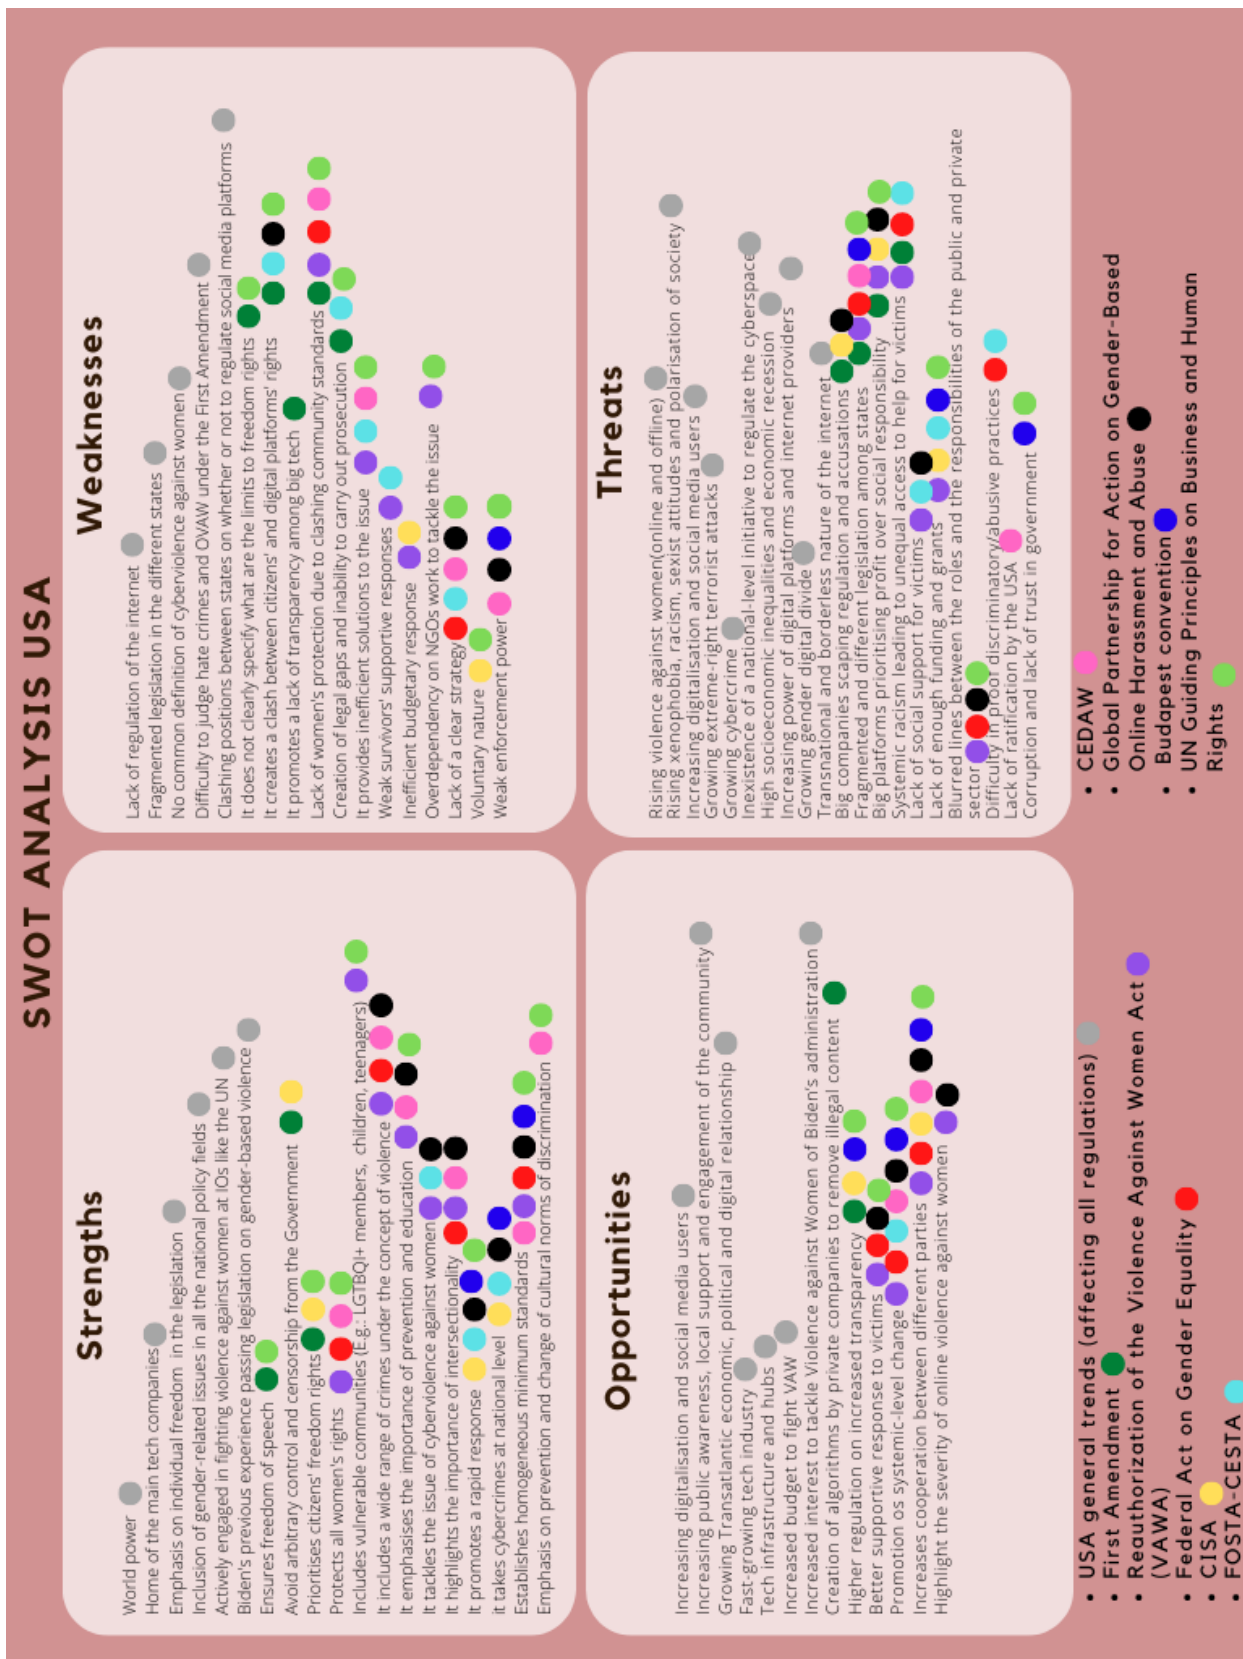 SWOT ANALYSIS USA
Strengths
World power
Home of the main tech companies
Emphasis on individual freedom in the legislation
Inclusion of gender-related issues in all the national policy fields
Actively engaged in fighting violence against women at IOs like the UN
Biden's previous experience passing legislation on gender-based violence
Ensures freedom of speech
Avoid arbitrary control and censorship from the Government
Prioritises citizens' freedom rights
Protects all women's rights
Includes vulnerable communities (E.g.: LGTBQI+ members, children, teenagers)
It includes a wide range of crimes under the concept of violence
It emphasises the importance of prevention and education
It tackles the issue of cyberviolence against women
It highlights the importance of intersectionality
It promotes a rapid response
it takes cybercrimes at national level
Establishes homogeneous minimum standards
Emphasis on prevention and change of cultural norms of discrimination
Weaknesses
Lack of regulation of the internet
Fragmented legislation in the different states
No common definition of cyberviolence against women
Difficulty to judge hate crimes and OVAW under the First Amendment
Clashing positions between states on whether or not to regulate social media platforms
It does not clearly specify what are the limits to freedom rights
It creates a clash between citizens' and digital platforms' rights
It promotes a lack of transparency among big tech
Lack of women's protection due to clashing community standards
Creation of legal gaps and inability to carry out prosecution
It provides inefficient solutions to the issue
Weak survivors' supportive responses
Inefficient budgetary response
Overdependency on NGOs work to tackle the issue
Lack of a clear strategy
Voluntary nature
Weak enforcement power
Opportunities
Increasing digitalisation and social media users
Increasing public awareness, local support and engagement of the community
Growing Transatlantic economic, political and digital relationship
Fast-growing tech industry
Tech infrastructure and hubs
Increased budget to fight VAW
Increased interest to tackle Violence against Women of Biden's administration
Creation of algorithms by private companies to remove illegal content
Higher regulation on increased transparency
Better supportive response to victims
Promotion os systemic-level change
Increases cooperation between different parties
Highlight the severity of online violence against women
Threats
Rising violence against women(online and offline)
Rising xenophobia, racism, sexist attitudes and polarisation of society
Increasing digitalisation and social media users
Growing extreme-right terrorist attacks
Growing cybercrime
Inexistence of a national-level initiative to regulate the cyberspace
High socioeconomic inequalities and economic recession
Increasing power of digital platforms and internet providers
Growing gender digital divide
Transnational and borderless nature of the internet
Big companies scaping regulation and accusations
Fragmented and different legislation among states
Big platforms prioritising profit over social responsibility
Systemic racism leading to unequal access to help for victims
Lack of social support for victims
Lack of enough funding and grants
Blurred lines between the roles and the responsibilities of the public and private
sector
Difficulty in proof discriminatory/abusive practices
Lack of ratification by the USA
Corruption and lack of trust in government
• USA general trends (affecting all regulations)
• First Amendment
• Reauthorization of the Violence Against Women Act
(VAWA)
• Federal Act on Gender Equality
• CISA
• FOSTA-CESTA
• CEDAW
• Global Partnership for Action on Gender-Based
Online Harassment and Abuse
• Budapest convention
• UN Guiding Principles on Business and Human
Rights